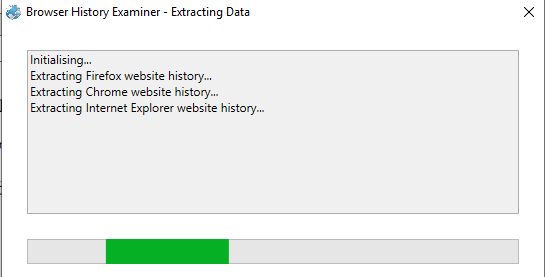 Browser History Examiner - Extracting Data
Initialising...
Extracting Firefox website history...
Extracting Chrome website history...
Extracting Internet Explorer website history...